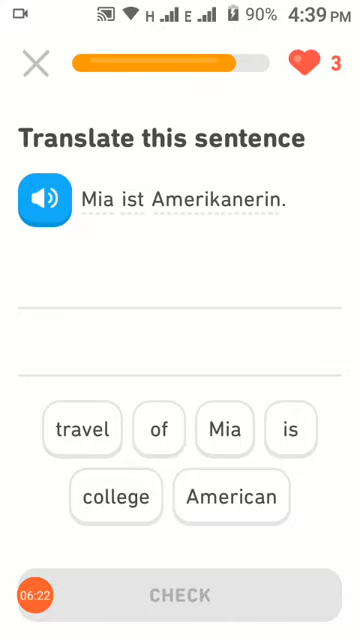 H E 90% 4:39 PM
3
Translate this sentence
Mia ist Amerikanerin.
travel of Mia is
college American
06:22 CHECK